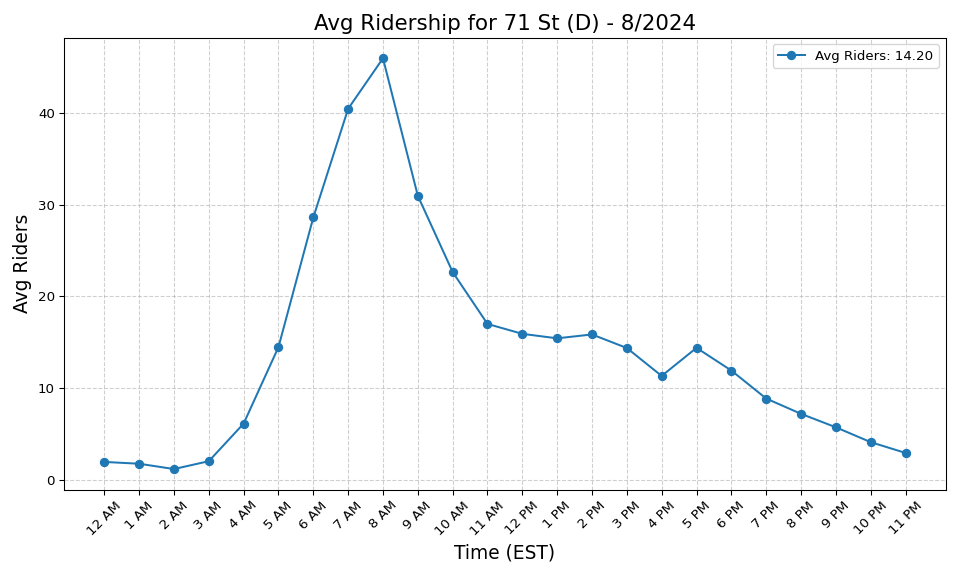 Avg Ridership for 71 St (D) - 8/2024
Avg Riders: 14.20
Avg Riders
40
30
20
10
0
12 AM
1 AM
2 AM
3 AM
4 AM
5 AM
6 AM
7 AM
8 AM
9 AM
10 AM
11 AM
12 PM
1 PM
2 PM
3 PM
4 PM
5 PM
6 PM
7 PM
8 PM
9 PM
10 PM
11 PM
Time (EST)